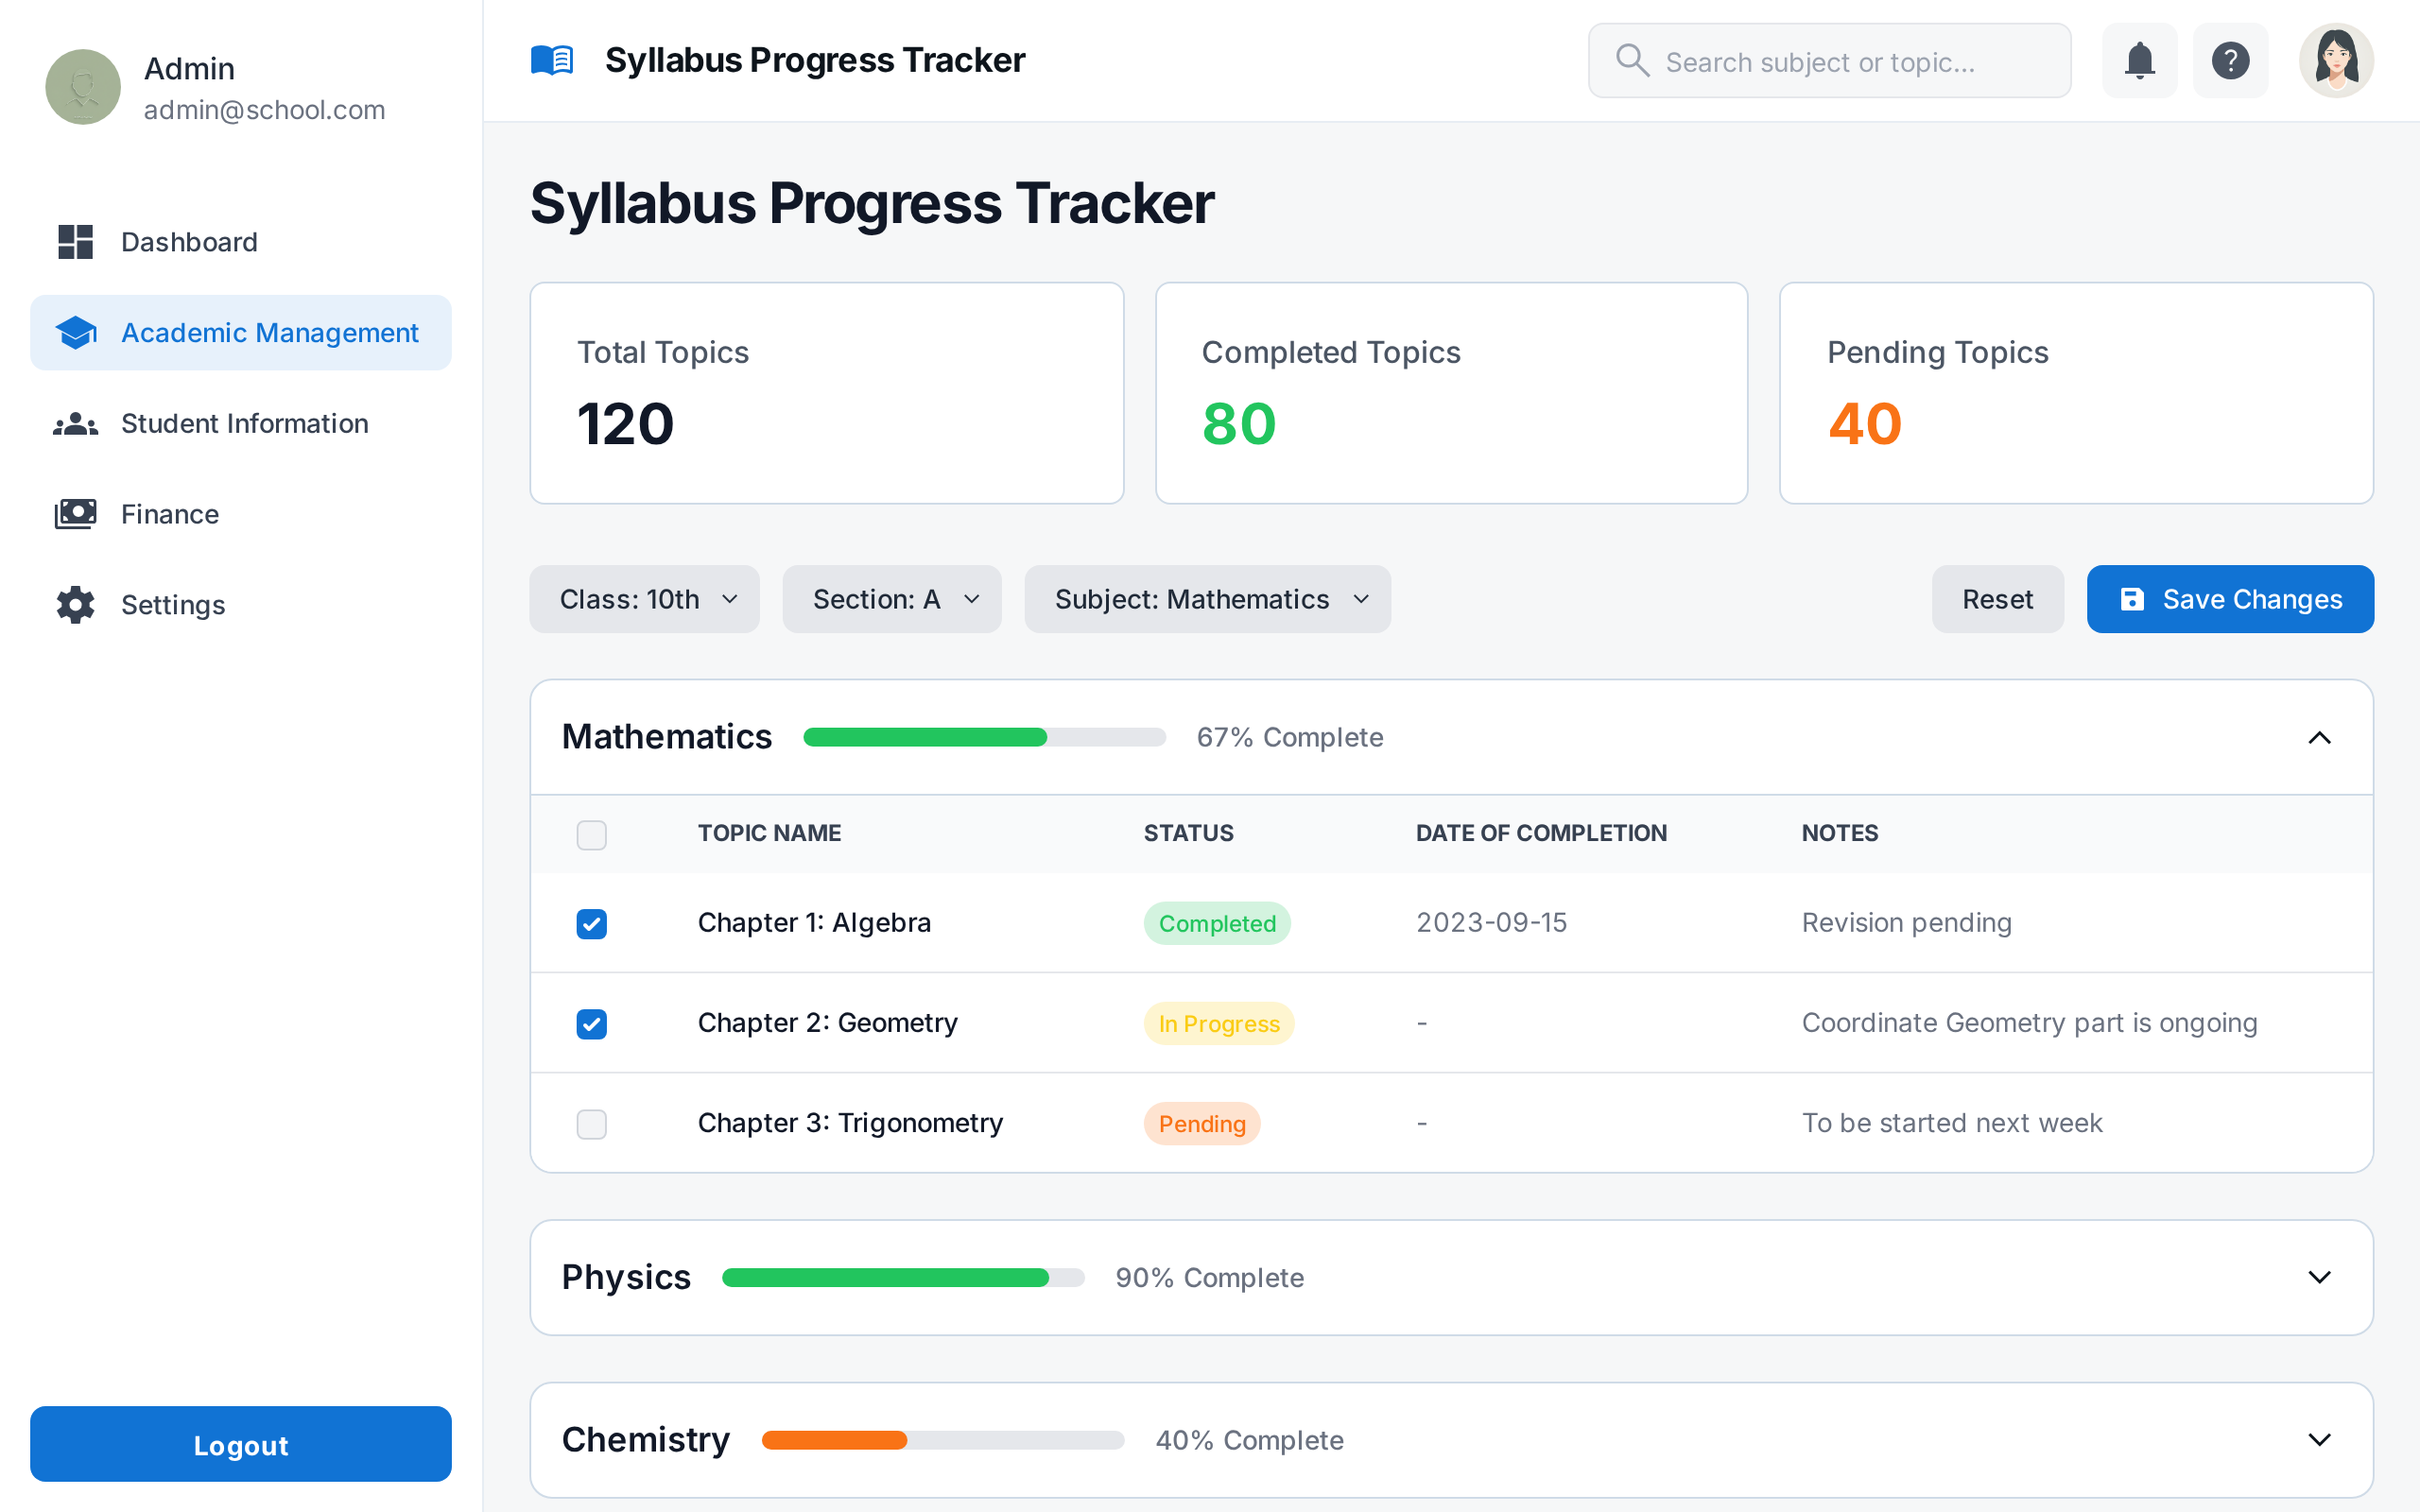 Admin
admin@school.com
Dashboard
Academic Management
Student Information
Finance
Settings
Logout
Syllabus Progress Tracker
Search subject or topic...
Syllabus Progress Tracker
Total Topics
120
Completed Topics
80
Pending Topics
40
Class: 10th
Section: A
Subject: Mathematics
Reset
Save Changes
Mathematics
67% Complete
TOPIC NAME STATUS DATE OF COMPLETION NOTES
Chapter 1: Algebra Completed 2023-09-15 Revision pending
Chapter 2: Geometry In Progress - Coordinate Geometry part is ongoing
Chapter 3: Trigonometry Pending - To be started next week
Physics
90% Complete
Chemistry
40% Complete